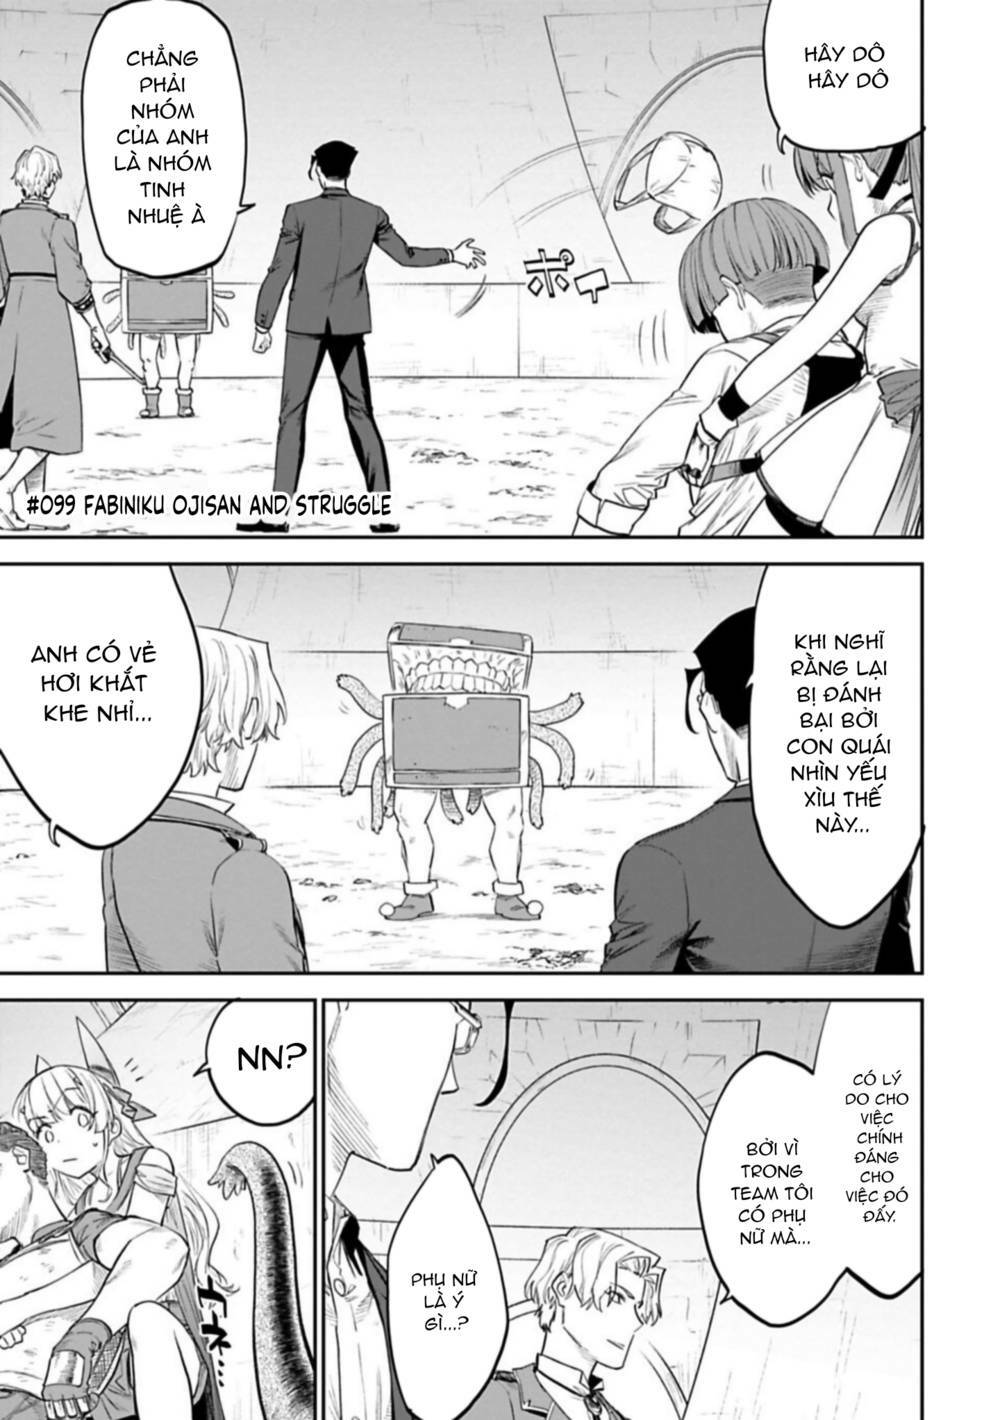 HÂY DÔ
HÂY DÔ
CHẲNG
PHẢI
NHÓM
CỦA ANH
LÀ NHÓM
TINH
NHUỆ À
ポイ
#099 FABINIKU OJISAN AND STRUGGLE
KHI NGHĨ
RẰNG LẠI
BỊ ĐÁNH
BẠI BỞI
CON QUÁI
NHÌN YẾU
XÌU THẾ
NÀY...
ANH CÓ VẺ
HƠI KHẮT
KHE NHỈ...
CÓ LÝ
DO CHO
VIỆC
CHÍNH
ĐÁNG
CHO
VIỆC ĐÓ
ĐẤY.
BỞI VÌ
TRONG
TEAM TÔI
CÓ PHỤ
NỮ MÀ...
PHỤ NỮ
LÀ Ý
GÌ...?
NN?